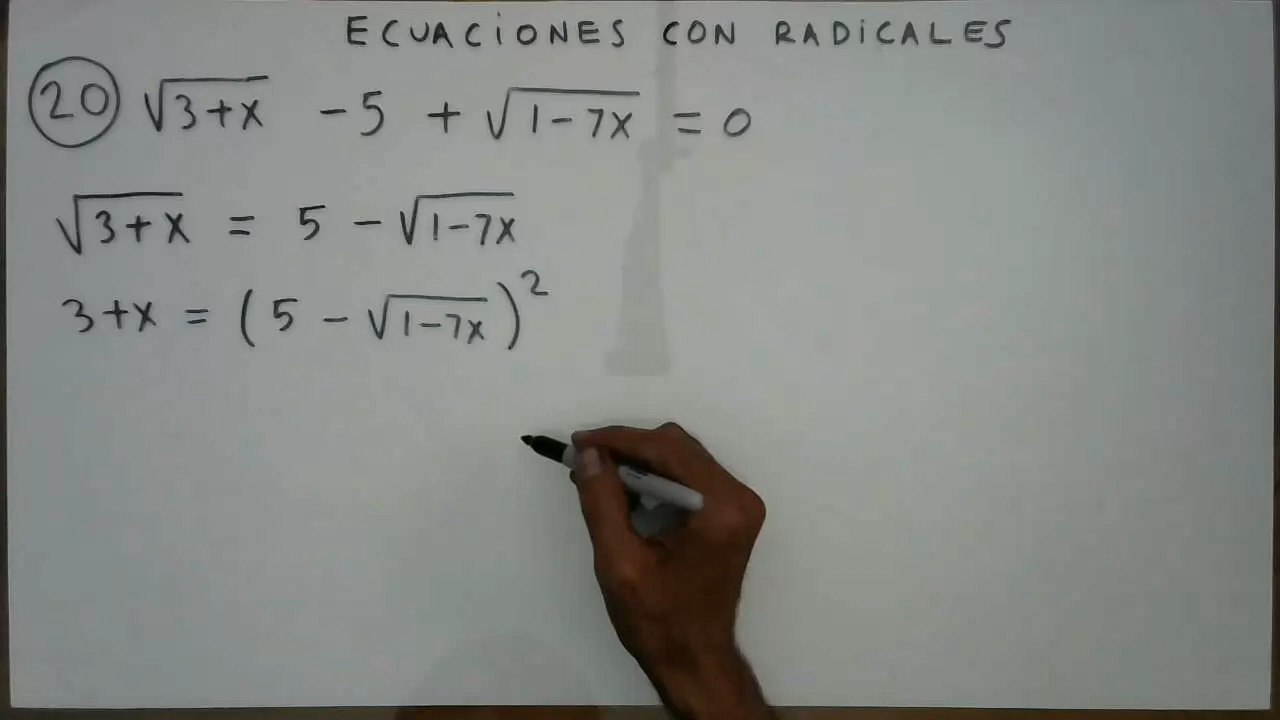 ECUACIONES CON RADICALES
20 √3+x - 5 + √1-7x = 0
√3+x = 5 - √1-7x
3+x = (5 - √1-7x)²